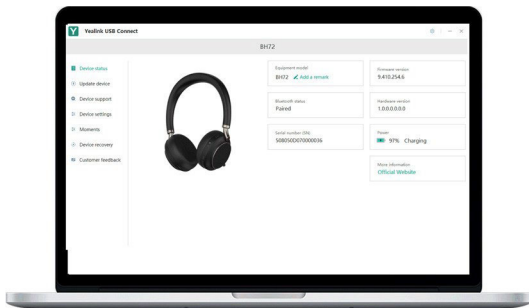 Yealink USB Connect
BH72
Device status
Update device
Device support
Device settings
Moments
Device recovery
Customer feedback
Equipment model
BH72 Add a remark
Firmware version
9.410.254.6
Bluetooth status
Paired
Hardware version
1.0.0.0.0.0.0
Serial number (SN)
508050D070000036
Power
97% Charging
More information
Official Website